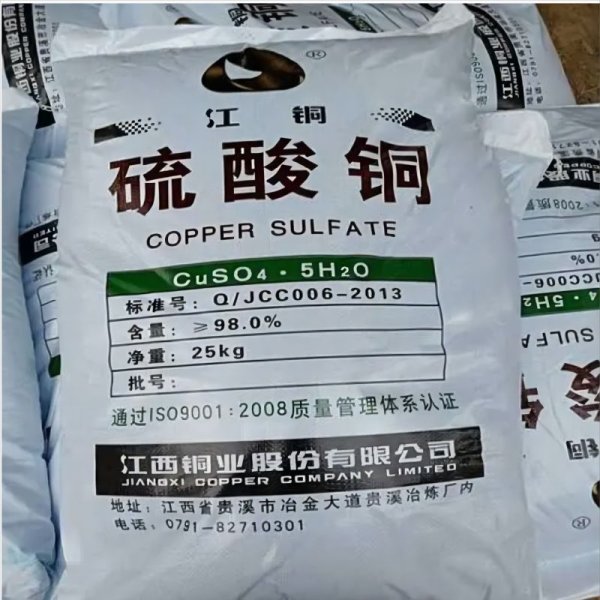 ®
江铜
硫酸铜
COPPER SULFATE
CuSO4·5H2O
标准号：Q/JCC006-2013
含量：≥98.0%
净重：25kg
批号：
通过ISO9001:2008质量管理体系认证
江西铜业股份有限公司
JIANGXI COPPER COMPANY LIMITED
地址：江西省贵溪市冶金大道贵溪冶炼厂内
电话：0791-82710301